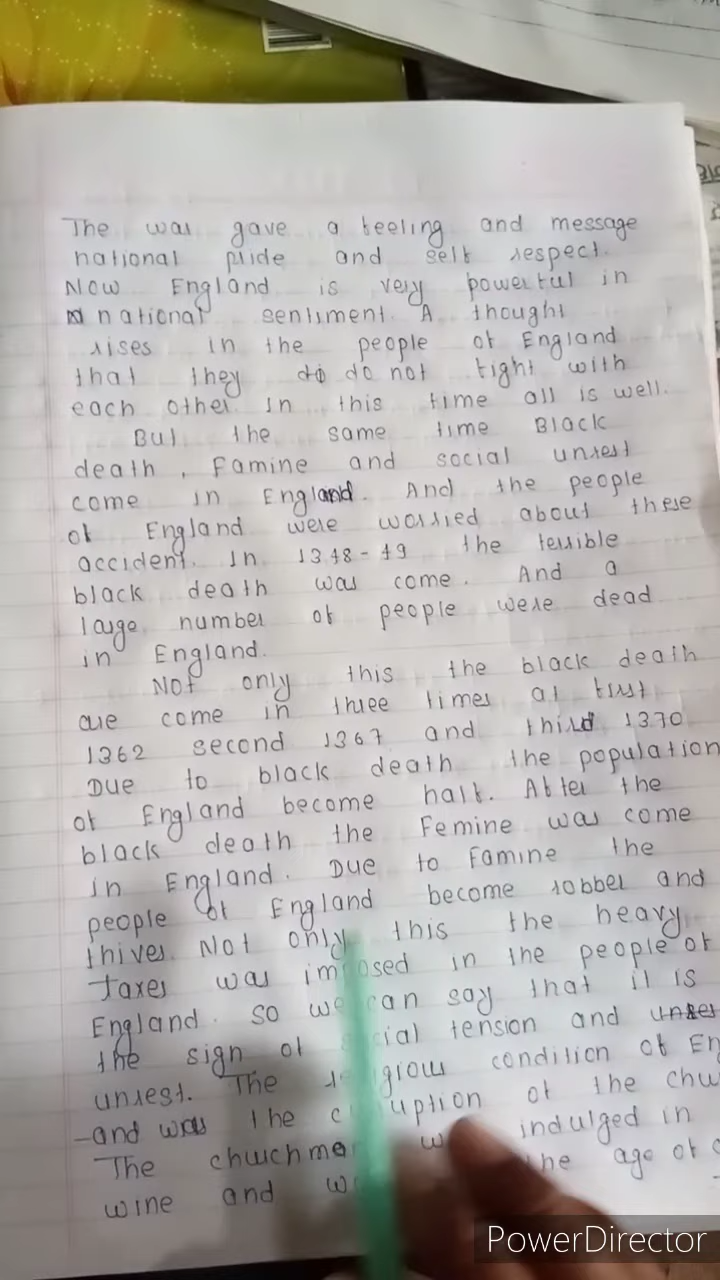 The was gave a feeling and message
national pride and self respect.
Now England is very powerful in
national sentiment. A thought
rises in the people of England
that they do do not fight with
each other. In this time all is well.
But the same time Black
death, Famine and social unrest
come in England. And the people
of England were worried about these
accident. In 1348-49 the terrible
black death was come. And a
large number of people were dead
in England.
Not only this the black death
are come in three times at first
1362 second 1367 and third 1370
Due to black death the population
of England become half. After the
black death the Femine was come
in England. Due to Famine the
people of England become robber and
thives. Not only this the heavy
taxes was imposed in the people of
England. So we can say that it is
the sign of social tension and
unrest. The religious condition of
and was the corruption of the
The churchmen indulged in
wine and the age of
PowerDirector